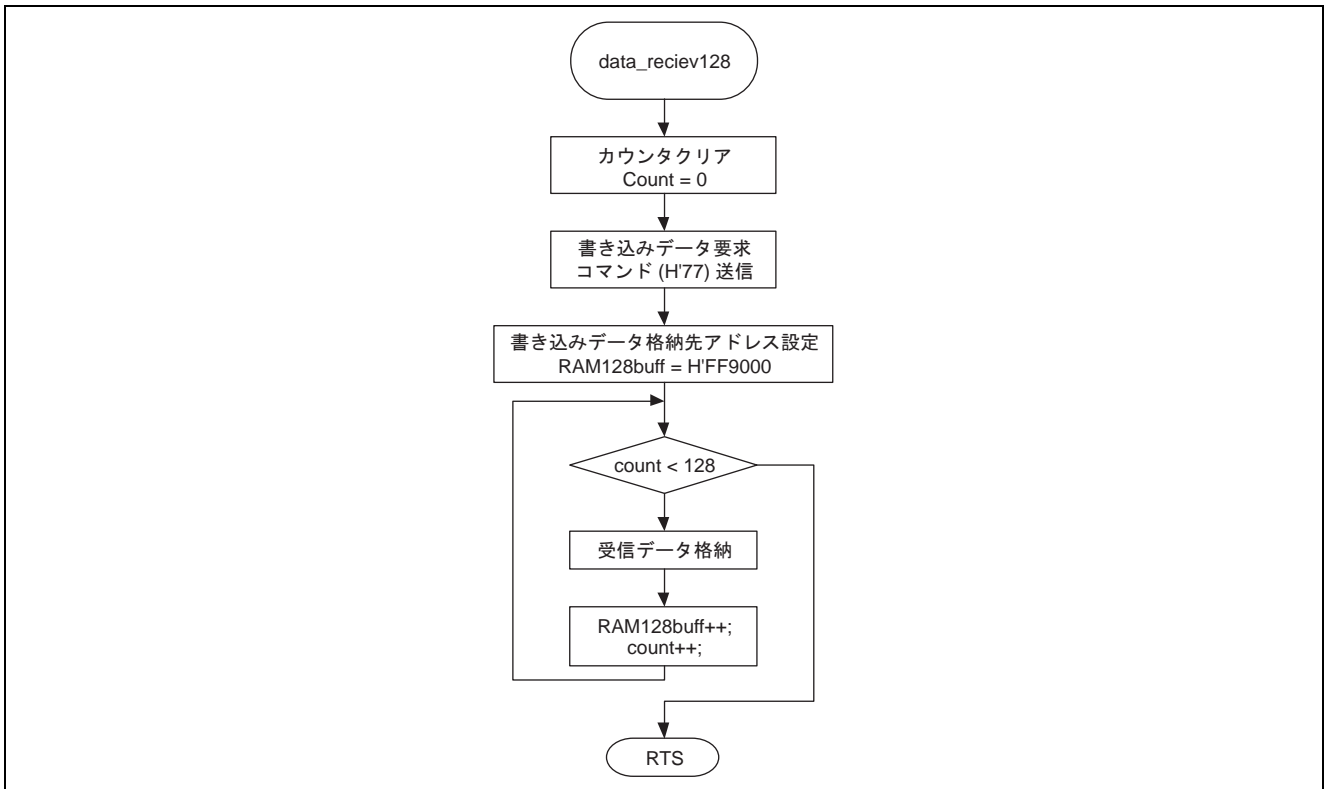 data_reciev128
カウンタクリア
Count = 0
書き込みデータ要求
コマンド (H'77) 送信
書き込みデータ格納先アドレス設定
RAM128buff = H'FF9000
count < 128
受信データ格納
RAM128buff++;
count++;
RTS